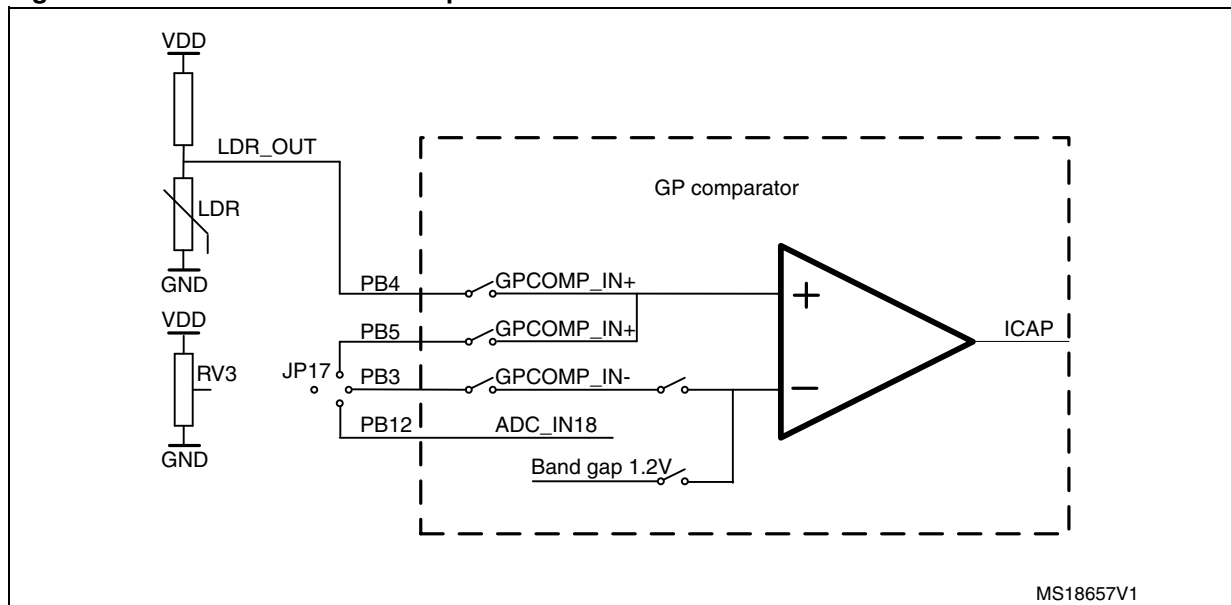 VDD
LDR_OUT
GP comparator
LDR
GND
PB4
GPCOMP_IN+
+
VDD
PB5
GPCOMP_IN+
ICAP
RV3
JP17
PB3
GPCOMP_IN-
−
PB12
ADC_IN18
GND
Band gap 1.2V
MS18657V1